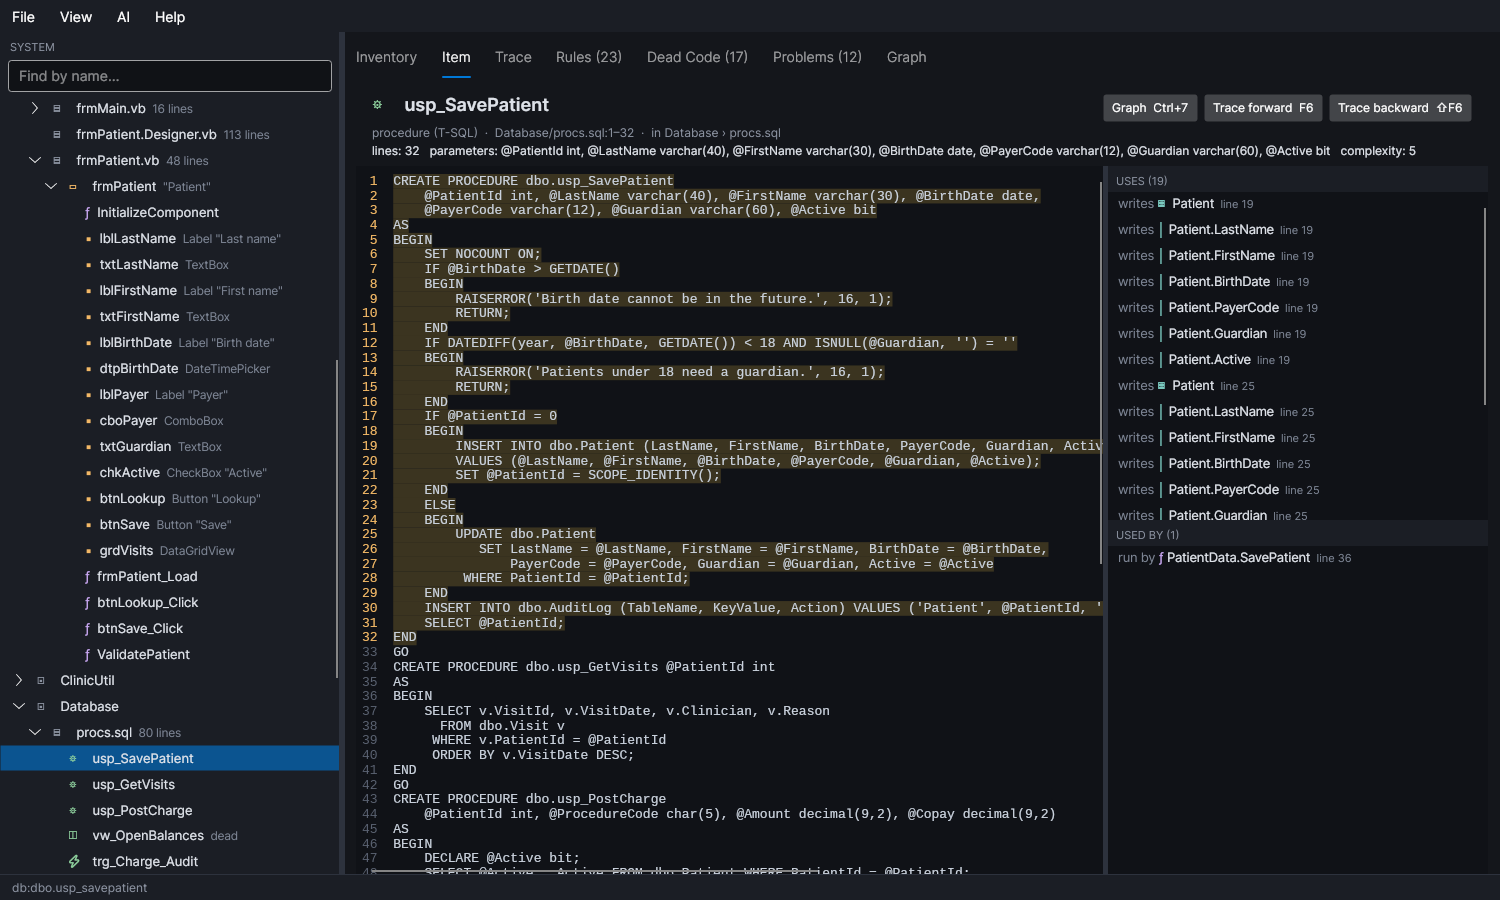 File View AI Help
SYSTEM
Find by name...
frmMain.vb 16 lines
frmPatient.Designer.vb 113 lines
frmPatient.vb 48 lines
frmPatient "Patient"
ƒ InitializeComponent
lblLastName Label "Last name"
txtLastName TextBox
lblFirstName Label "First name"
txtFirstName TextBox
lblBirthDate Label "Birth date"
dtpBirthDate DateTimePicker
lblPayer Label "Payer"
cboPayer ComboBox
txtGuardian TextBox
chkActive CheckBox "Active"
btnLookup Button "Lookup"
btnSave Button "Save"
grdVisits DataGridView
ƒ frmPatient_Load
ƒ btnLookup_Click
ƒ btnSave_Click
ƒ ValidatePatient
ClinicUtil
Database
procs.sql 80 lines
usp_SavePatient
usp_GetVisits
usp_PostCharge
vw_OpenBalances dead
trg_Charge_Audit
Inventory Item Trace Rules (23) Dead Code (17) Problems (12) Graph
usp_SavePatient
Graph Ctrl+7 Trace forward F6 Trace backward ⇧F6
procedure (T-SQL) · Database/procs.sql:1–32 · in Database › procs.sql
lines: 32 parameters: @PatientId int, @LastName varchar(40), @FirstName varchar(30), @BirthDate date, @PayerCode varchar(12), @Guardian varchar(60), @Active bit complexity: 5
1 CREATE PROCEDURE dbo.usp_SavePatient
2 @PatientId int, @LastName varchar(40), @FirstName varchar(30), @BirthDate date,
3 @PayerCode varchar(12), @Guardian varchar(60), @Active bit
4 AS
5 BEGIN
6 SET NOCOUNT ON;
7 IF @BirthDate > GETDATE()
8 BEGIN
9 RAISERROR('Birth date cannot be in the future.', 16, 1);
10 RETURN;
11 END
12 IF DATEDIFF(year, @BirthDate, GETDATE()) < 18 AND ISNULL(@Guardian, '') = ''
13 BEGIN
14 RAISERROR('Patients under 18 need a guardian.', 16, 1);
15 RETURN;
16 END
17 IF @PatientId = 0
18 BEGIN
19 INSERT INTO dbo.Patient (LastName, FirstName, BirthDate, PayerCode, Guardian, Activ
20 VALUES (@LastName, @FirstName, @BirthDate, @PayerCode, @Guardian, @Active);
21 SET @PatientId = SCOPE_IDENTITY();
22 END
23 ELSE
24 BEGIN
25 UPDATE dbo.Patient
26 SET LastName = @LastName, FirstName = @FirstName, BirthDate = @BirthDate,
27 PayerCode = @PayerCode, Guardian = @Guardian, Active = @Active
28 WHERE PatientId = @PatientId;
29 END
30 INSERT INTO dbo.AuditLog (TableName, KeyValue, Action) VALUES ('Patient', @PatientId, '
31 SELECT @PatientId;
32 END
33 GO
34 CREATE PROCEDURE dbo.usp_GetVisits @PatientId int
35 AS
36 BEGIN
37 SELECT v.VisitId, v.VisitDate, v.Clinician, v.Reason
38 FROM dbo.Visit v
39 WHERE v.PatientId = @PatientId
40 ORDER BY v.VisitDate DESC;
41 END
42 GO
43 CREATE PROCEDURE dbo.usp_PostCharge
44 @PatientId int, @ProcedureCode char(5), @Amount decimal(9,2), @Copay decimal(9,2)
45 AS
46 BEGIN
47 DECLARE @Active bit;
48 SELECT @Active = Active FROM dbo.Patient WHERE PatientId = @PatientId;
USES (19)
writes Patient line 19
writes Patient.LastName line 19
writes Patient.FirstName line 19
writes Patient.BirthDate line 19
writes Patient.PayerCode line 19
writes Patient.Guardian line 19
writes Patient.Active line 19
writes Patient line 25
writes Patient.LastName line 25
writes Patient.FirstName line 25
writes Patient.BirthDate line 25
writes Patient.PayerCode line 25
writes Patient.Guardian line 25
USED BY (1)
run by ƒ PatientData.SavePatient line 36
db:dbo.usp_savepatient